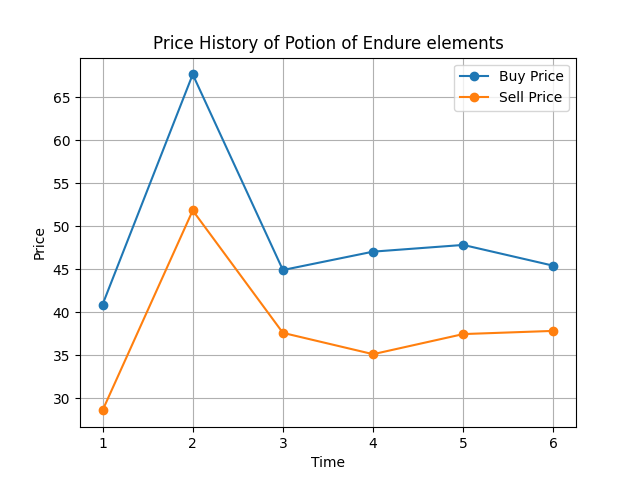 Price History of Potion of Endure elements
Buy Price
Sell Price
65
60
55
50
45
40
35
30
Price
1 2 3 4 5 6
Time